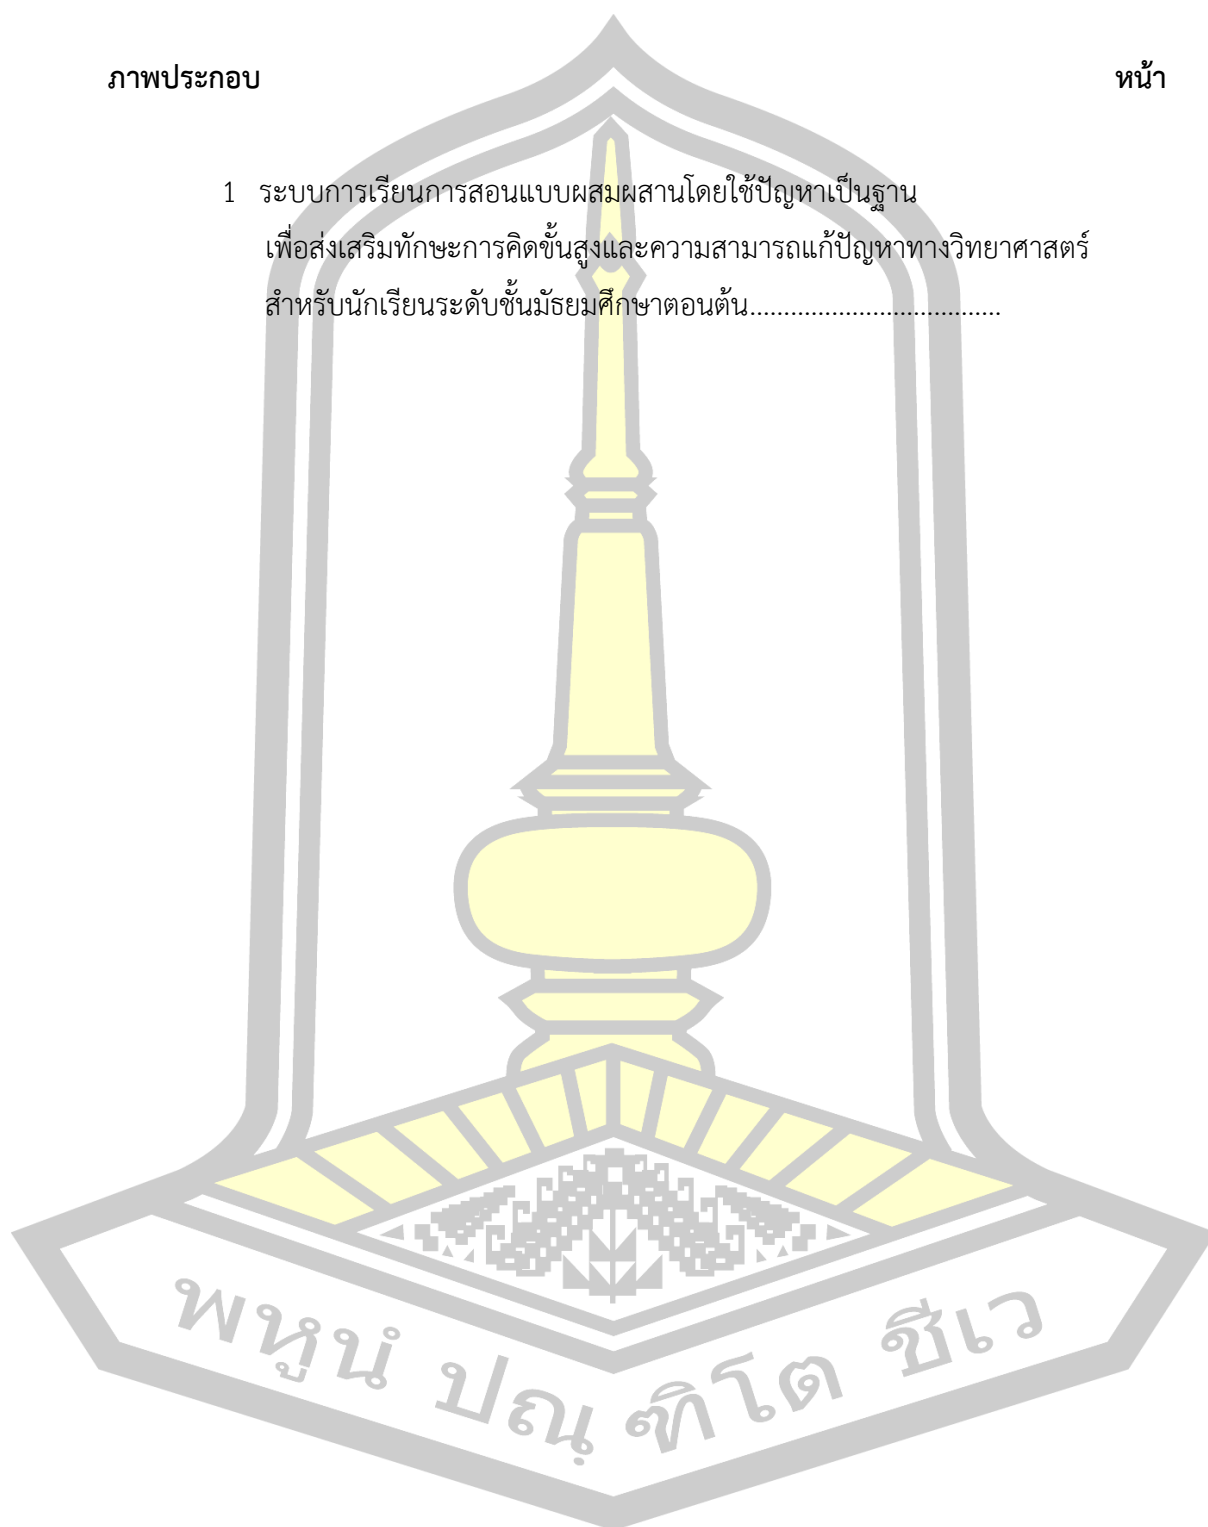 ภาพประกอบ หน้า
1 ระบบการเรียนการสอนแบบผสมผสานโดยใช้ปัญหาเป็นฐาน
เพื่อส่งเสริมทักษะการคิดขั้นสูงและความสามารถแก้ปัญหาทางวิทยาศาสตร์
สำหรับนักเรียนระดับชั้นมัธยมศึกษาตอนต้น.....................................
พหูนํ ปณฺฑิโต ชีเว